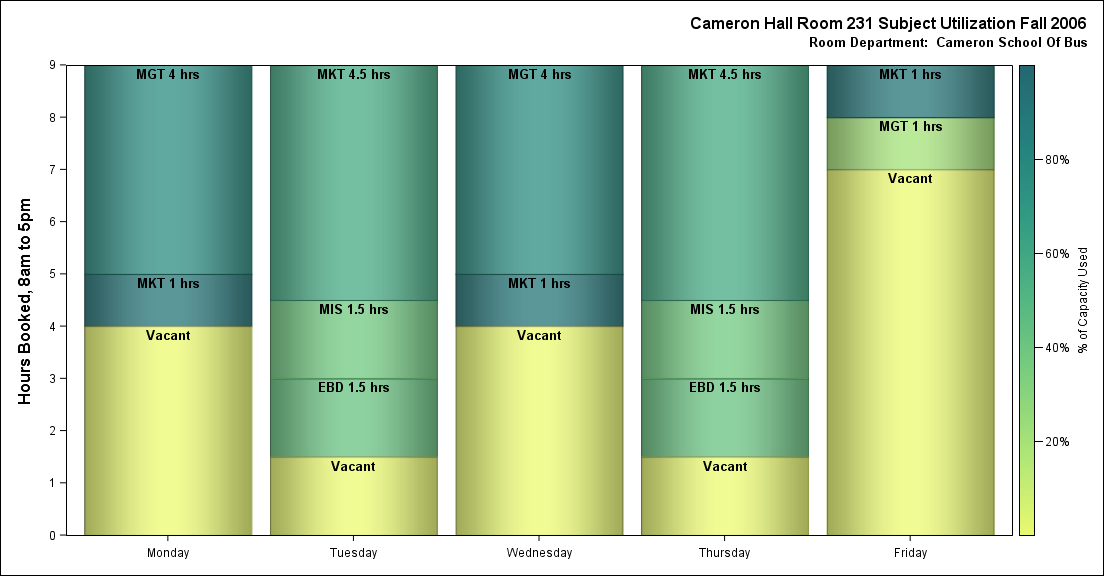 Cameron Hall Room 231 Subject Utilization Fall 2006
Room Department:  Cameron School Of Bus
Hours Booked, 8am to 5pm
9
8
7
6
5
4
3
2
1
0
MGT 4 hrs
MKT 1 hrs
Vacant
MKT 4.5 hrs
MIS 1.5 hrs
EBD 1.5 hrs
Vacant
MGT 4 hrs
MKT 1 hrs
Vacant
MKT 4.5 hrs
MIS 1.5 hrs
EBD 1.5 hrs
Vacant
MKT 1 hrs
MGT 1 hrs
Vacant
Monday
Tuesday
Wednesday
Thursday
Friday
80%
60%
40%
20%
% of Capacity Used